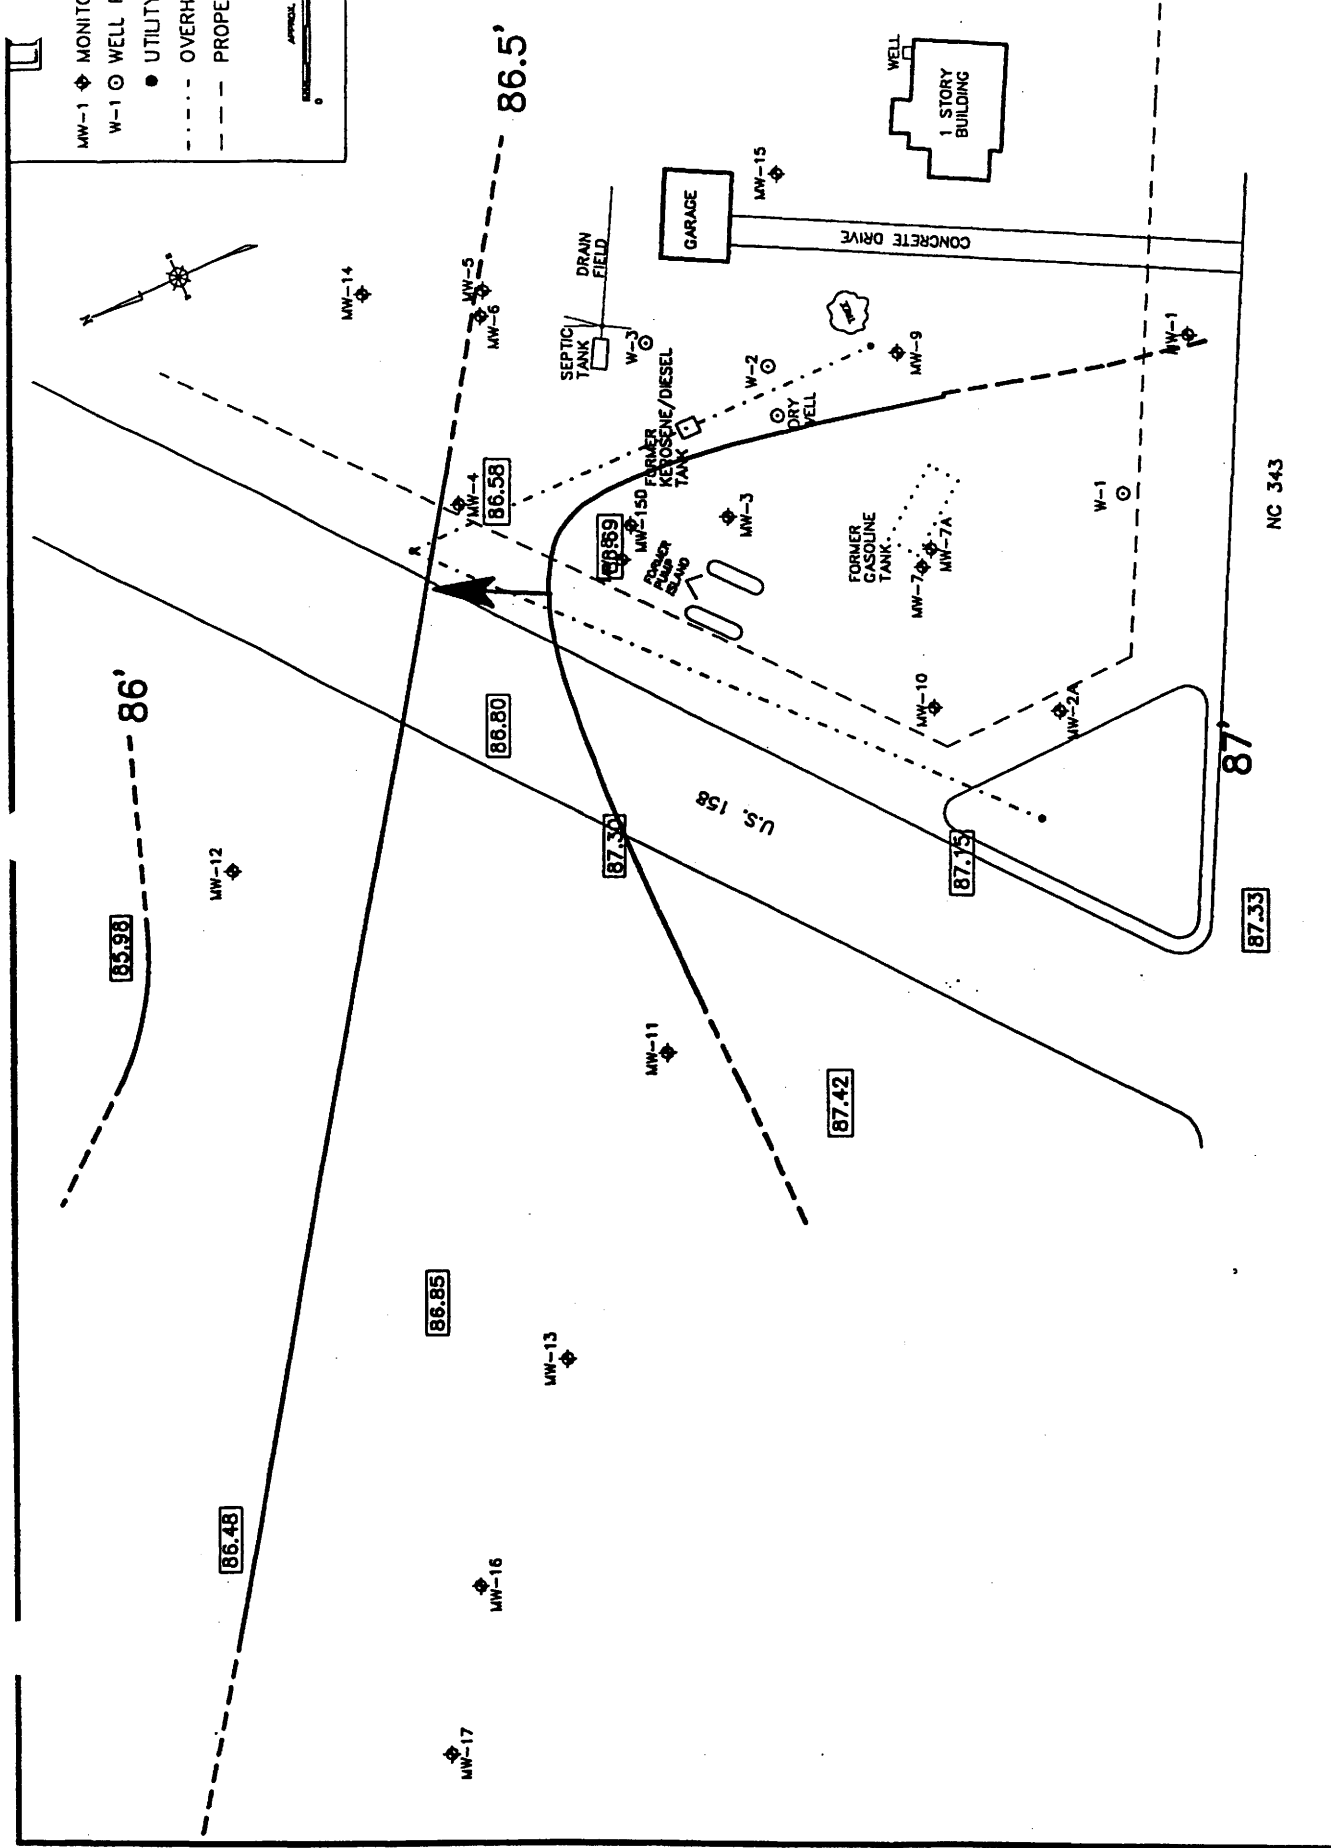 MW-1 MONITO
W-1 WELL
UTILITY
OVERH
PROPE
APPROX.
0
N
86.5'
86'
87'
WELL
1 STORY
BUILDING
MW-15
GARAGE
CONCRETE DRIVE
DRAIN
FIELD
MW-14
MW-5
MW-6
SEPTIC
TANK
W-3
W-2
TREE
MW-9
MW-1
DRY
WELL
FORMER
KEROSENE/DIESEL
TANK
MW-4
86.58
MW-15D
MW-3
FORMER
PUMP
ISLAND
FORMER
GASOLINE
TANK
MW-7
MW-7A
W-1
NC 343
R
86.80
MW-10
MW-2A
U.S. 158
87.30
87.15
87.33
MW-12
85.98
MW-11
87.42
86.85
MW-13
86.48
MW-16
MW-17